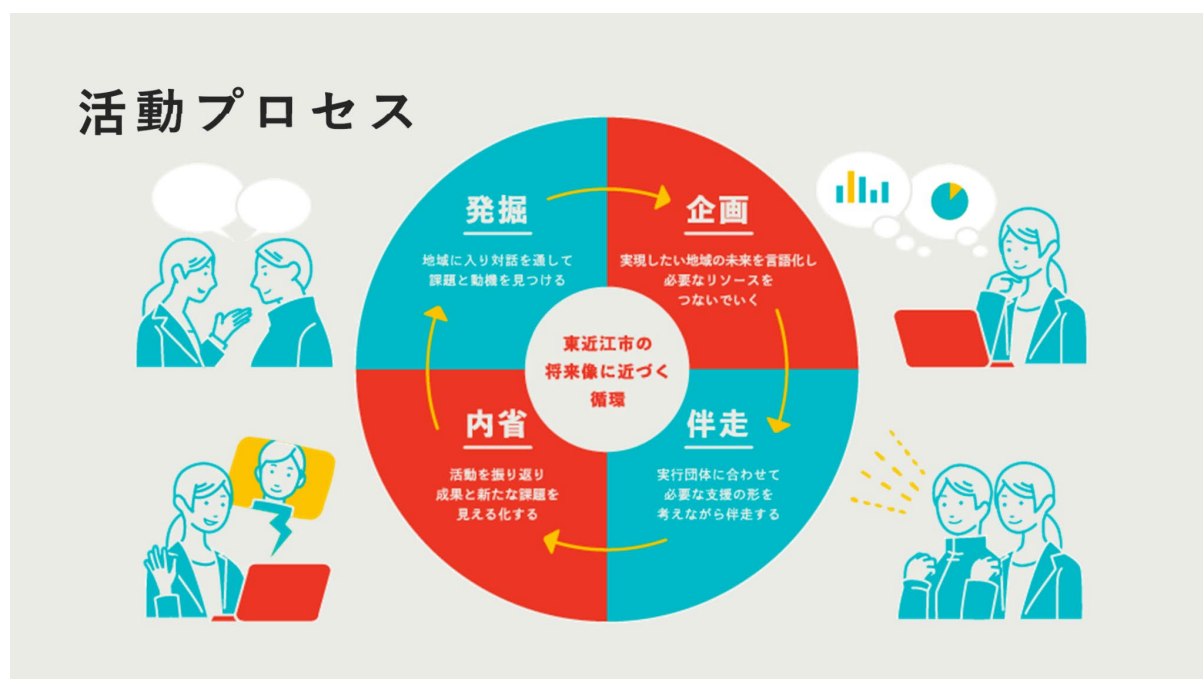 活動プロセス
発掘
地域に入り対話を通して
課題と動機を見つける
企画
実現したい地域の未来を言語化し
必要なリソースを
つないでいく
東近江市の
将来像に近づく
循環
内省
活動を振り返り
成果と新たな課題を
見える化する
伴走
実行団体に合わせて
必要な支援の形を
考えながら伴走する